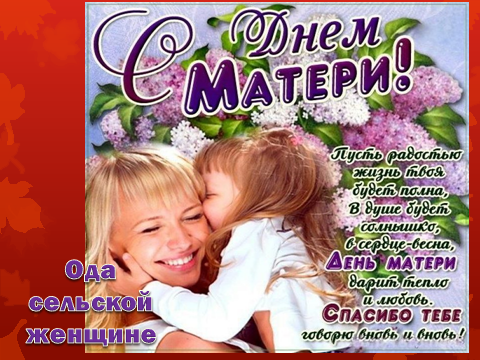 С Днем
Матери!
Пусть радостью
жизнь твоя
будет полна,
В душе будет
солнышко,
в сердце-весна,
День матери
дарит тепло
и любовь.
Спасибо тебе
говорю вновь и вновь!
Ода
сельской
женщине